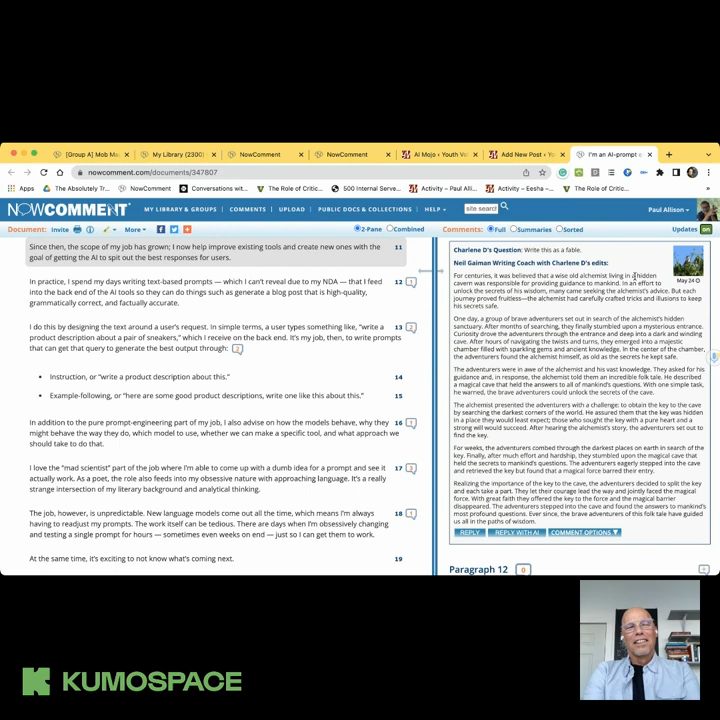 [Group A] Mob Ma
My Library (2300)
NowComment
NowComment
AI Mojo ‹ Youth Vo
Add New Post ‹ Yo
I'm an AI-prompt e
nowcomment.com/documents/347807
Apps
The Absolutely Tr...
NowComment
Conversations wit...
The Role of Critic...
500 Internal Serve...
Activity – Paul Alli...
Activity – Eesha –...
The Role of Critic...
NOWCOMMENT
MY LIBRARY & GROUPS
COMMENTS
UPLOAD
PUBLIC DOCS & COLLECTIONS
HELP
site search
Paul Allison
Document: Invite
More
2-Pane
Combined
Comments:
Full
Summaries
Sorted
Updates on
Since then, the scope of my job has grown; I now help improve existing tools and create new ones with the 11
goal of getting the AI to spit out the best responses for users.
In practice, I spend my days writing text-based prompts — which I can't reveal due to my NDA — that I feed 12 1
into the back end of the AI tools so they can do things such as generate a blog post that is high-quality,
grammatically correct, and factually accurate.
I do this by designing the text around a user's request. In simple terms, a user types something like, "write a 13 2
product description about a pair of sneakers," which I receive on the back end. It's my job, then, to write prompts
that can get that query to generate the best output through: 2
• Instruction, or "write a product description about this." 14
• Example-following, or "here are some good product descriptions, write one like this about this." 15
In addition to the pure prompt-engineering part of my job, I also advise on how the models behave, why they 16 1
might behave the way they do, which model to use, whether we can make a specific tool, and what approach we
should take to do that.
I love the "mad scientist" part of the job where I'm able to come up with a dumb idea for a prompt and see it 17 3
actually work. As a poet, the role also feeds into my obsessive nature with approaching language. It's a really
strange intersection of my literary background and analytical thinking.
The job, however, is unpredictable. New language models come out all the time, which means I'm always 18 1
having to readjust my prompts. The work itself can be tedious. There are days when I'm obsessively changing
and testing a single prompt for hours — sometimes even weeks on end — just so I can get them to work.
At the same time, it's exciting to not know what's coming next. 19
Charlene D's Question: Write this as a fable.
Neil Gaiman Writing Coach with Charlene D's edits:
May 24
For centuries, it was believed that a wise old alchemist living in a hidden
cavern was responsible for providing guidance to mankind. In an effort to
unlock the secrets of his wisdom, many came seeking the alchemist's advice. But each
journey proved fruitless—the alchemist had carefully crafted tricks and illusions to keep
his secrets safe.
One day, a group of brave adventurers set out in search of the alchemist's hidden
sanctuary. After months of searching, they finally stumbled upon a mysterious entrance.
Curiosity drove the adventurers through the entrance and deep into a dark and winding
cave. After hours of navigating the twists and turns, they emerged into a majestic
chamber filled with sparkling gems and ancient knowledge. In the center of the chamber,
the adventurers found the alchemist himself, as old as the secrets he kept safe.
The adventurers were in awe of the alchemist and his vast knowledge. They asked for his
guidance and, in response, the alchemist told them an incredible folk tale. He described
a magical cave that held the answers to all of mankind's questions. With one simple task,
he warned, the brave adventurers could unlock the secrets of the cave.
The alchemist presented the adventurers with a challenge: to obtain the key to the cave
by searching the darkest corners of the world. He assured them that the key was hidden
in a place they would least expect; those who sought the key with a pure heart and a
strong will would succeed. After hearing the alchemist's story, the adventurers set out to
find the key.
For weeks, the adventurers combed through the darkest places on earth in search of the
key. Finally, after much effort and hardship, they stumbled upon the magical cave that
held the secrets to mankind's questions. The adventurers eagerly stepped into the cave
and retrieved the key but found that a magical force barred their entry.
Realizing the importance of the key to the cave, the adventurers decided to split the key
and each take a part. They let their courage lead the way and jointly faced the magical
force. With great faith they offered the key to the force and the magical barrier
disappeared. The adventurers stepped into the cave and found the answers to mankind's
most profound questions. Ever since, the brave adventurers of this folk tale have guided
us all in the paths of wisdom.
REPLY
REPLY WITH AI...
COMMENT OPTIONS
Paragraph 12 0
KUMOSPACE